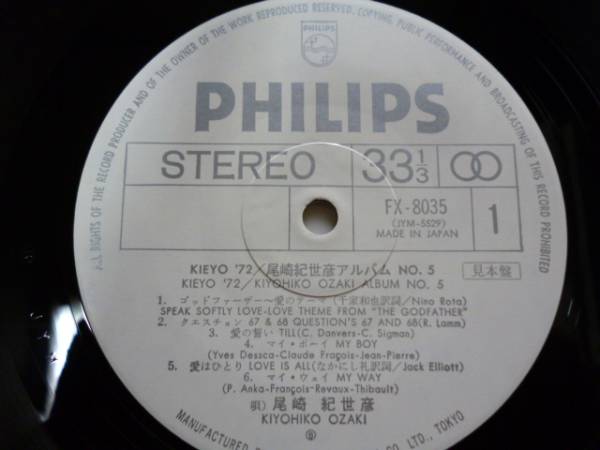 ALL RIGHTS OF THE RECORD PRODUCER AND OF THE OWNER OF THE WORK REPRODUCED RESERVED. COPYING, PUBLIC PERFORMANCE AND BROADCASTING OF THIS RECORD PROHIBITED
PHILIPS
PHILIPS
STEREO 33 1/3
FX-8035
(JYM-5529)
MADE IN JAPAN
1
KIEYO '72/尾崎紀世彦アルバム NO. 5
見本盤
KIEYO '72/KIYOHIKO OZAKI ALBUM NO. 5
1. ゴッドファーザー〜愛のテーマ(千家和也訳詞/Nino Rota)
SPEAK SOFTLY LOVE-LOVE THEME FROM "THE GODFATHER"
2. クエスチョン 67 & 68 QUESTION'S 67 AND 68(R. Lamm)
3. 愛の誓い TILL(C. Danvers-C. Sigman)
4. マイ・ボーイ MY BOY
(Yves Dessca-Claude Fragois-Jean-Pierre)
5. 愛はひとり LOVE IS ALL(なかにし礼訳詞/Jack Elliott)
6. マイ・ウェイ MY WAY
(P. Anka-François-Revaux-Thibault)
唄) 尾崎 紀世彦
KIYOHIKO OZAKI
MANUFACTURED CO., LTD., TOKYO